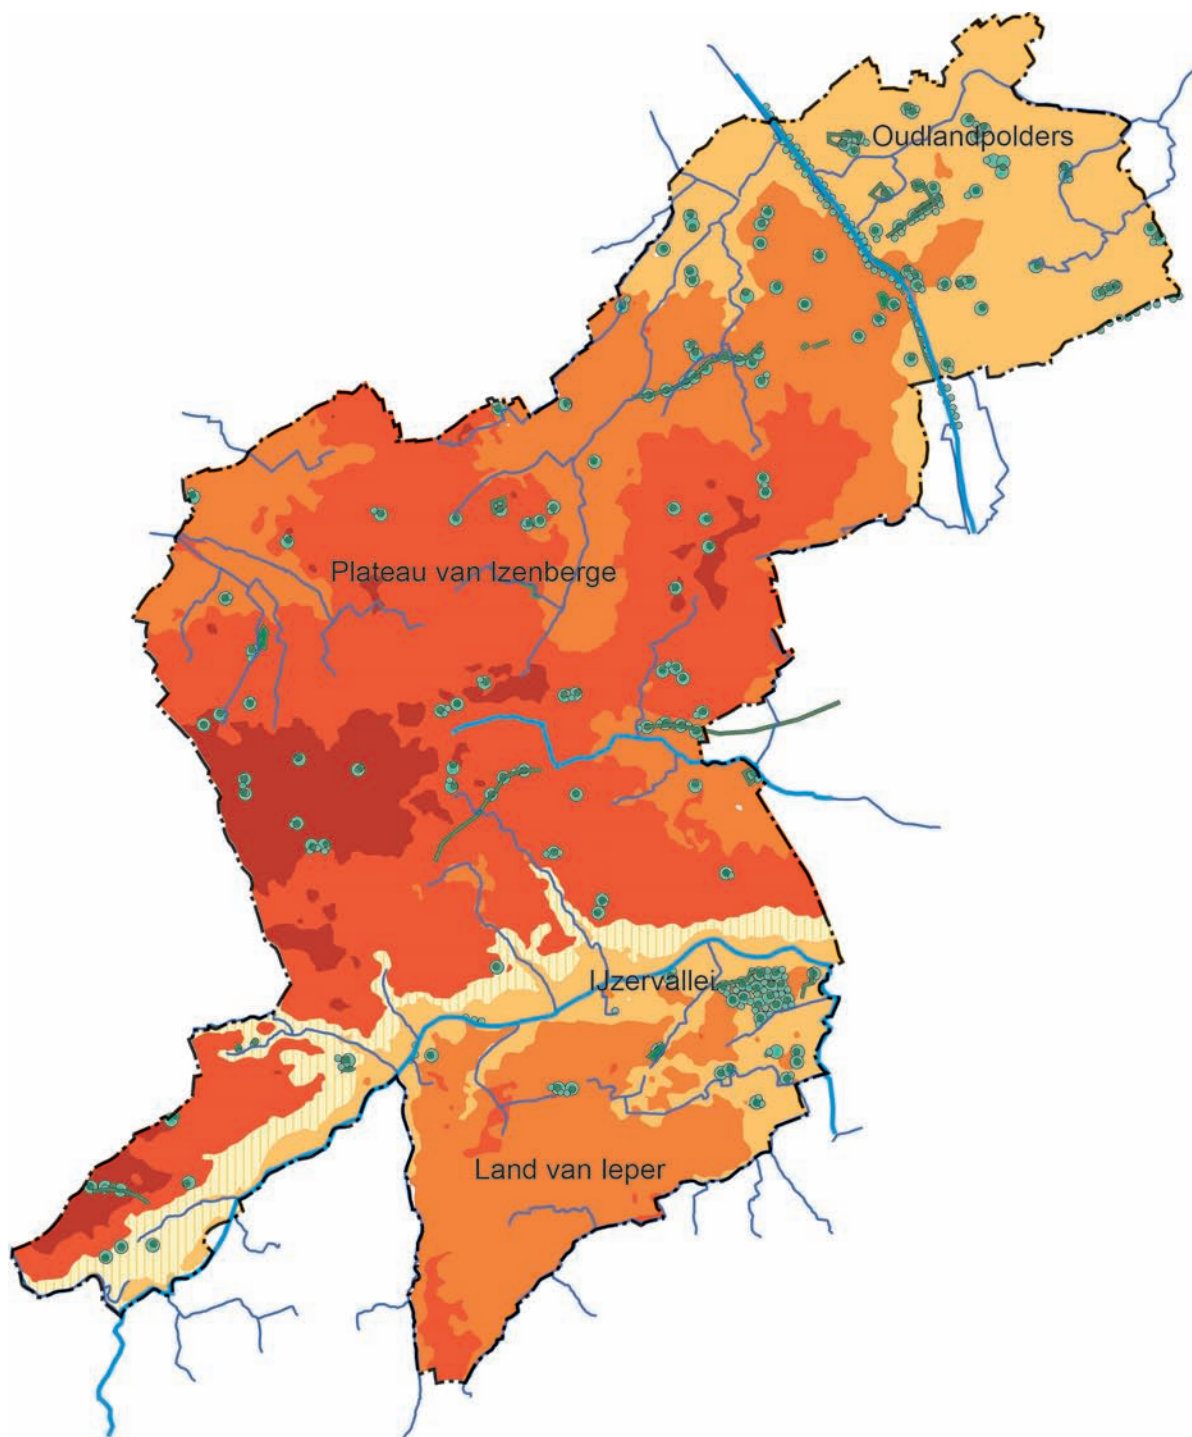 Oudlandpolders
Plateau van Izenberge
IJzervallei
Land van Ieper